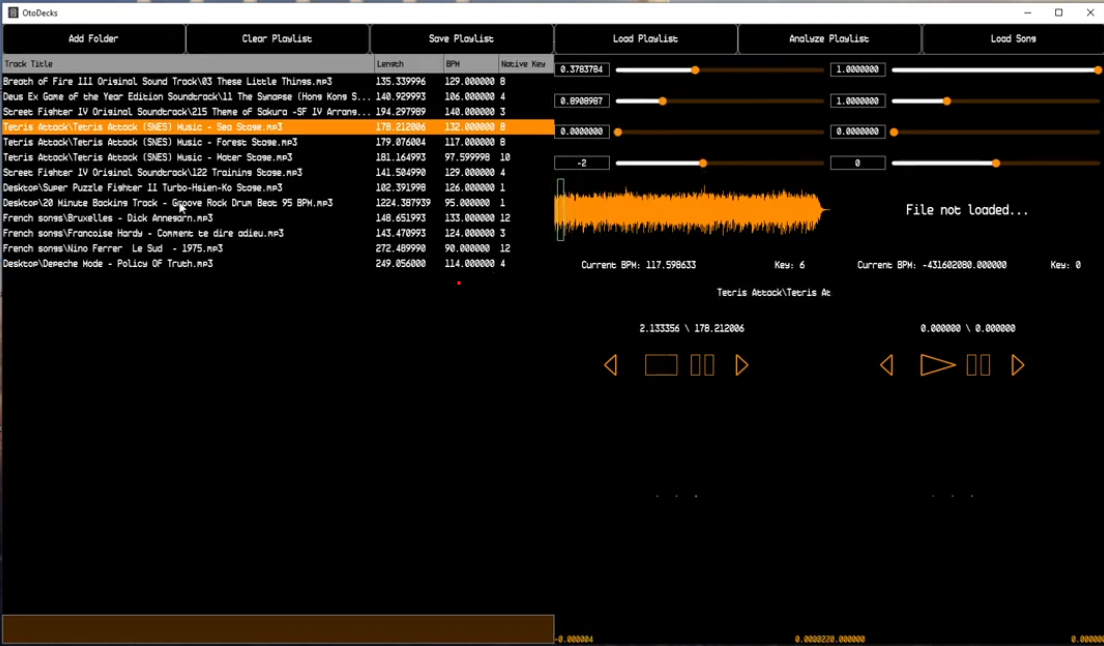 OtoDecks
Add Folder Clear Playlist Save Playlist Load Playlist Analyze Playlist Load Song
Track Title Length BPM Native Key
Breath of Fire III Original Sound Track\03 These Little Things.mp3 135.339996 129.000000 8
Deus Ex Game of the Year Edition Soundtrack\11 The Synapse (Hong Kong S... 140.929993 106.000000 4
Street Fighter IV Original Soundtrack\215 Theme of Sakura -SF IV Arrang... 194.297989 140.000000 3
Tetris Attack\Tetris Attack (SNES) Music - Sea Stage.mp3 178.212006 132.000000 8
Tetris Attack\Tetris Attack (SNES) Music - Forest Stage.mp3 179.076004 117.000000 8
Tetris Attack\Tetris Attack (SNES) Music - Water Stage.mp3 181.164993 97.599998 10
Street Fighter IV Original Soundtrack\122 Training Stage.mp3 141.504990 129.000000 4
Desktop\Super Puzzle Fighter II Turbo-Hsien-Ko Stage.mp3 102.391998 126.000000 1
Desktop\20 Minute Backing Track - Groove Rock Drum Beat 95 BPM.mp3 1224.387939 95.000000 1
French songs\Bruxelles - Dick Annegarn.mp3 148.651993 133.000000 12
French songs\Francoise Hardy - Comment te dire adieu.mp3 143.470993 124.000000 3
French songs\Nino Ferrer Le Sud - 1975.mp3 272.489990 90.000000 12
Desktop\Depeche Mode - Policy OF Truth.mp3 249.056000 114.000000 4
0.3783784 1.0000000
0.8908987 1.0000000
0.0000000 0.0000000
-2 0
File not loaded...
Current BPM: 117.598633 Key: 6 Current BPM: -431602080.000000 Key: 0
Tetris Attack\Tetris At
2.133356 \ 178.212006 0.000000 \ 0.000000
. . . . . .
-0.000004 0.0000220.000000 0.00000